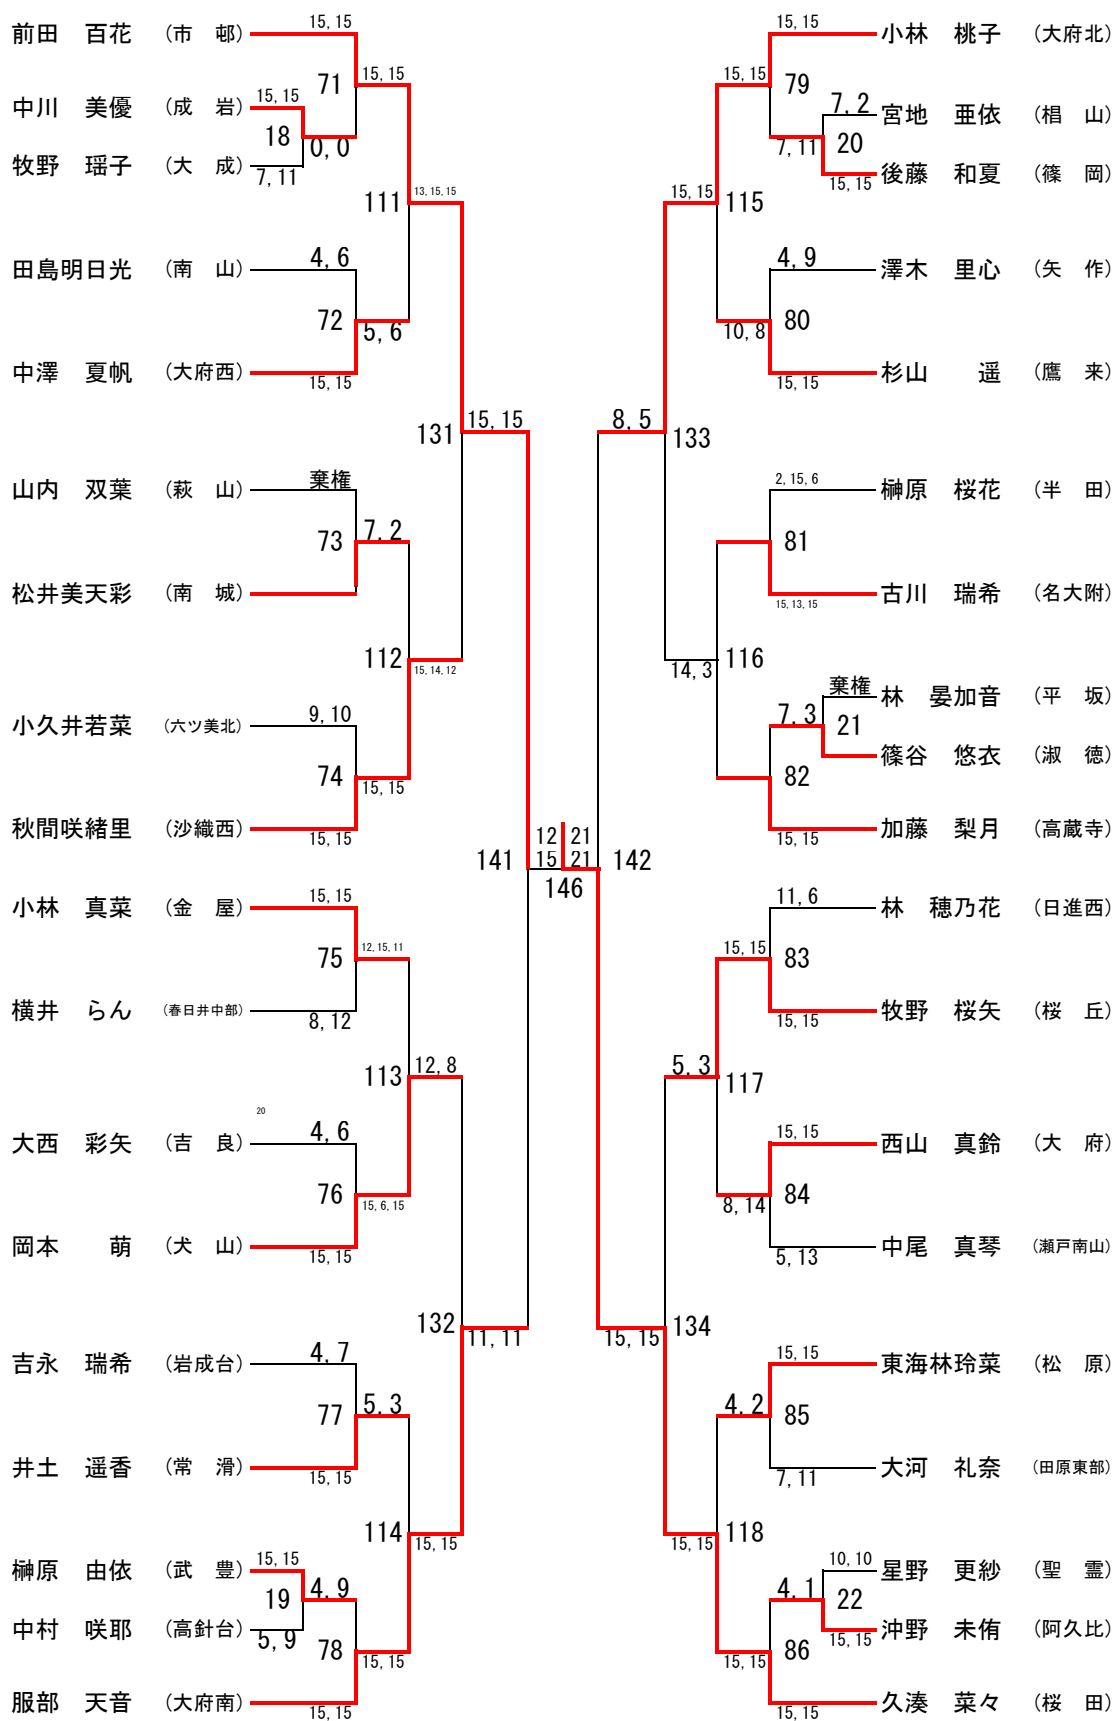 前田　百花 （市　邨） 15,15
71 15,15
中川　美優 （成　岩） 15,15
18 0,0
牧野　瑶子 （大　成） 7,11
111 13,15,15
田島明日光 （南　山） 4,6
72 5,6
中澤　夏帆 （大府西） 15,15
131 15,15
山内　双葉 （萩　山） 棄権
73 7,2
松井美天彩 （南　城）
112 15,14,12
小久井若菜 （六ツ美北） 9,10
74 15,15
秋間咲緒里 （沙織西） 15,15
141
小林　真菜 （金　屋） 15,15
75 12,15,11
横井　らん （春日井中部） 8,12
113 12,8
20
大西　彩矢 （吉　良） 4,6
76 15,6,15
岡本　　萌 （犬　山） 15,15
132 11,11
吉永　瑞希 （岩成台） 4,7
77 5,3
井土　遥香 （常　滑） 15,15
114 15,15
榊原　由依 （武　豊） 15,15
19 4,9
中村　咲耶 （高針台） 5,9
78 15,15
服部　天音 （大府南） 15,15
12 21
15 21
146
15,15 小林　桃子 （大府北）
15,15 79
7,2 宮地　亜依 （椙　山）
7,11 20
15,15 後藤　和夏 （篠　岡）
15,15 115
4,9 澤木　里心 （矢　作）
10,8 80
15,15 杉山　　遥 （鷹　来）
8,5 133
2,15,6 榊原　桜花 （半　田）
81
15,13,15 古川　瑞希 （名大附）
14,3 116
棄権 林　晏加音 （平　坂）
7,3 21
篠谷　悠衣 （淑　徳）
82
15,15 加藤　梨月 （高蔵寺）
142
11,6 林　穂乃花 （日進西）
15,15 83
15,15 牧野　桜矢 （桜　丘）
5,3 117
15,15 西山　真鈴 （大　府）
8,14 84
5,13 中尾　真琴 （瀬戸南山）
15,15 134
15,15 東海林玲菜 （松　原）
4,2 85
7,11 大河　礼奈 （田原東部）
15,15 118
10,10 星野　更紗 （聖　霊）
4,1 22
15,15 沖野　未侑 （阿久比）
15,15 86
15,15 久湊　菜々 （桜　田）